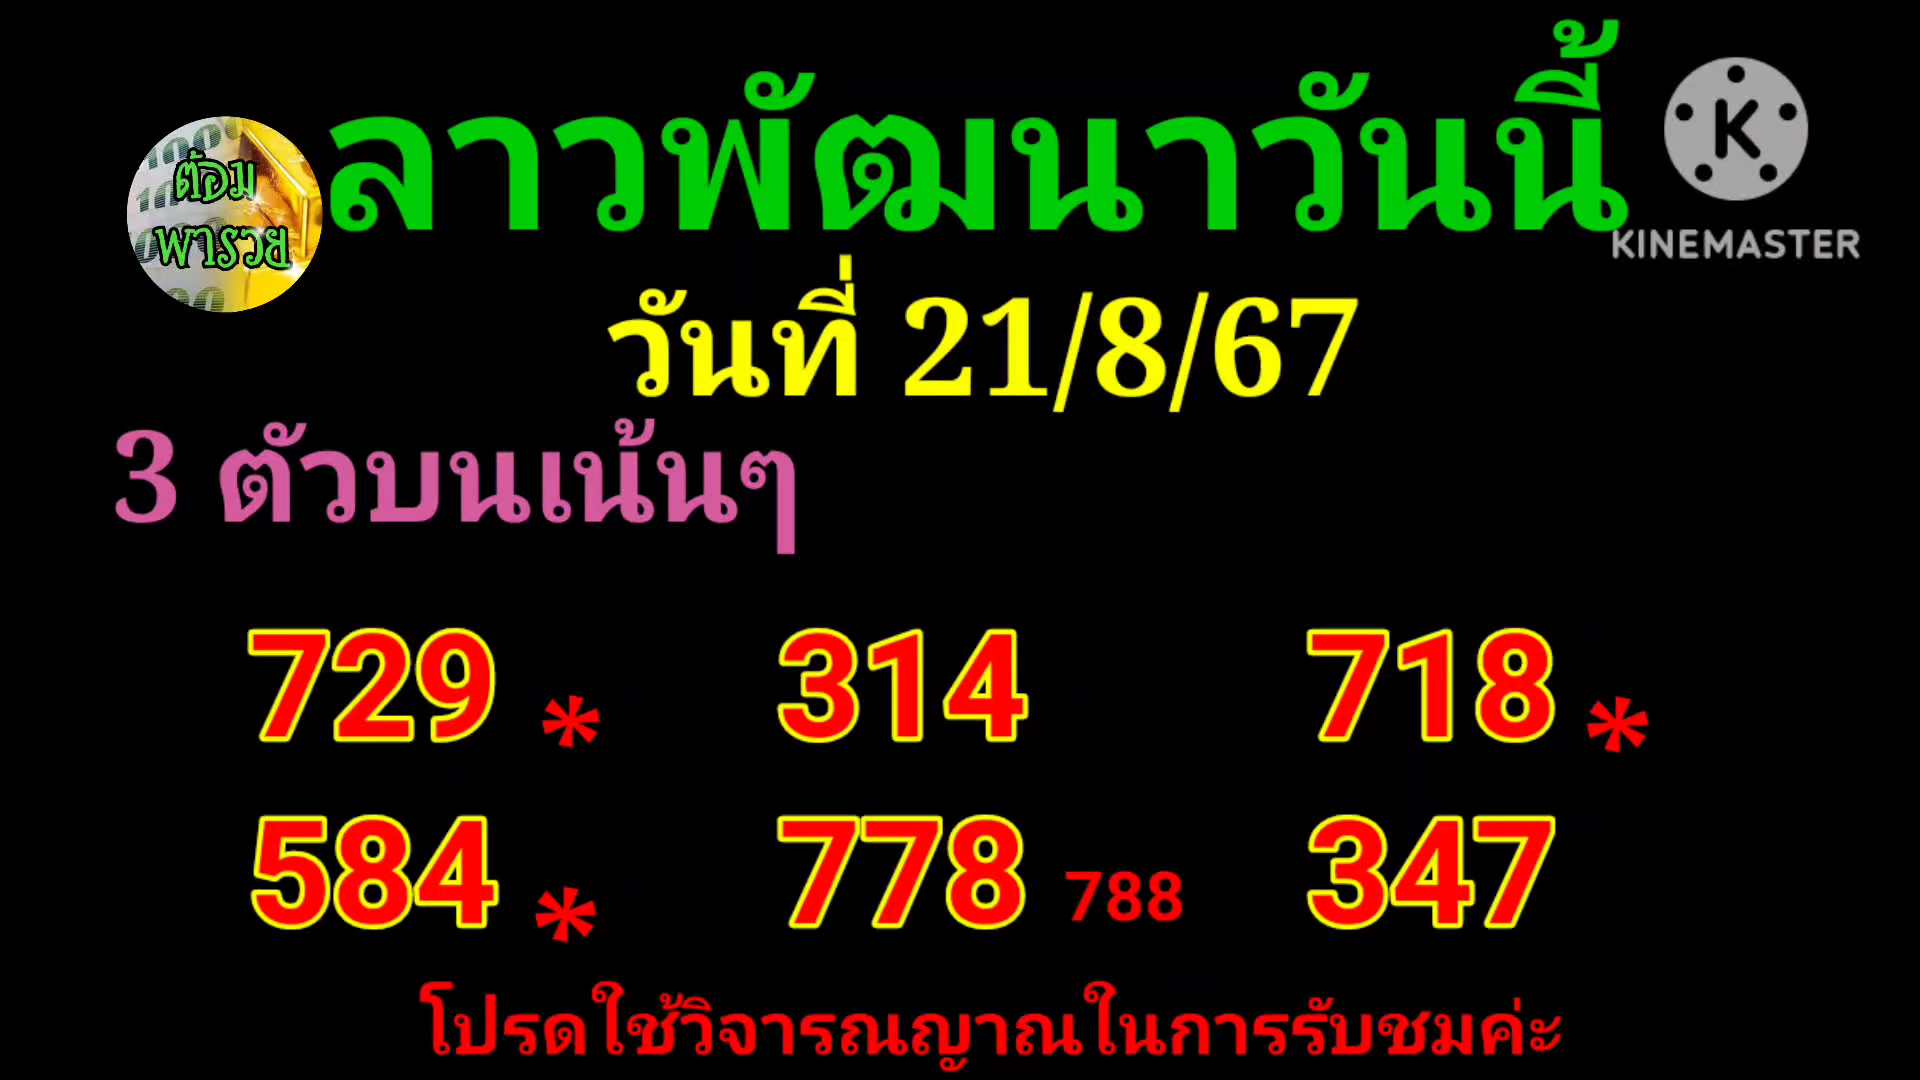 ลาวพัฒนาวันนี้
ต้อม
พารวย
KINEMASTER
วันที่ 21/8/67
3 ตัวบนเน้นๆ
729 * 314 718 *
584 * 778 788 347
โปรดใช้วิจารณญาณในการรับชมค่ะ